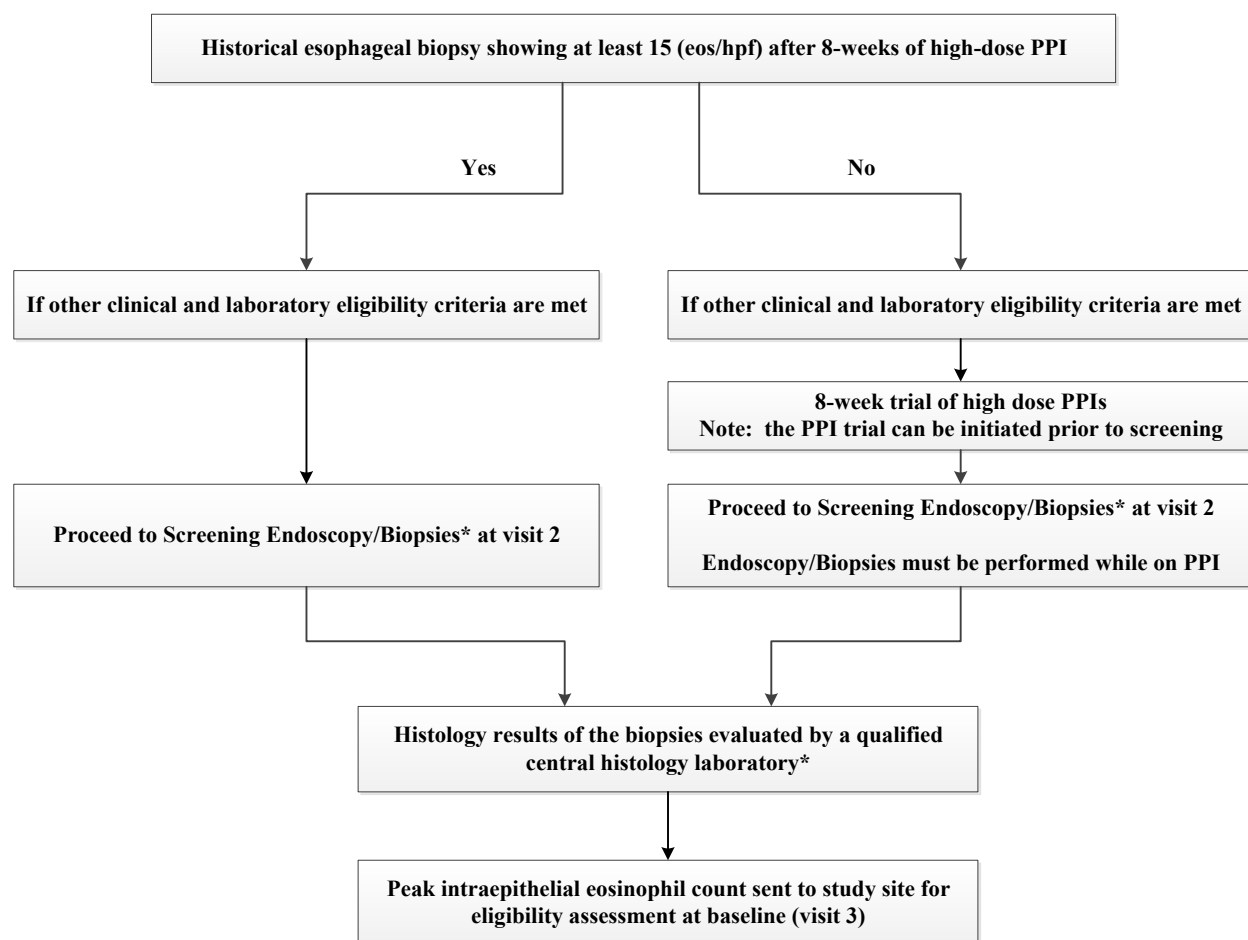 Historical esophageal biopsy showing at least 15 (eos/hpf) after 8-weeks of high-dose PPI
Yes
No
If other clinical and laboratory eligibility criteria are met
If other clinical and laboratory eligibility criteria are met
8-week trial of high dose PPIs
Note:  the PPI trial can be initiated prior to screening
Proceed to Screening Endoscopy/Biopsies* at visit 2
Proceed to Screening Endoscopy/Biopsies* at visit 2
Endoscopy/Biopsies must be performed while on PPI
Histology results of the biopsies evaluated by a qualified
central histology laboratory*
Peak intraepithelial eosinophil count sent to study site for
eligibility assessment at baseline (visit 3)